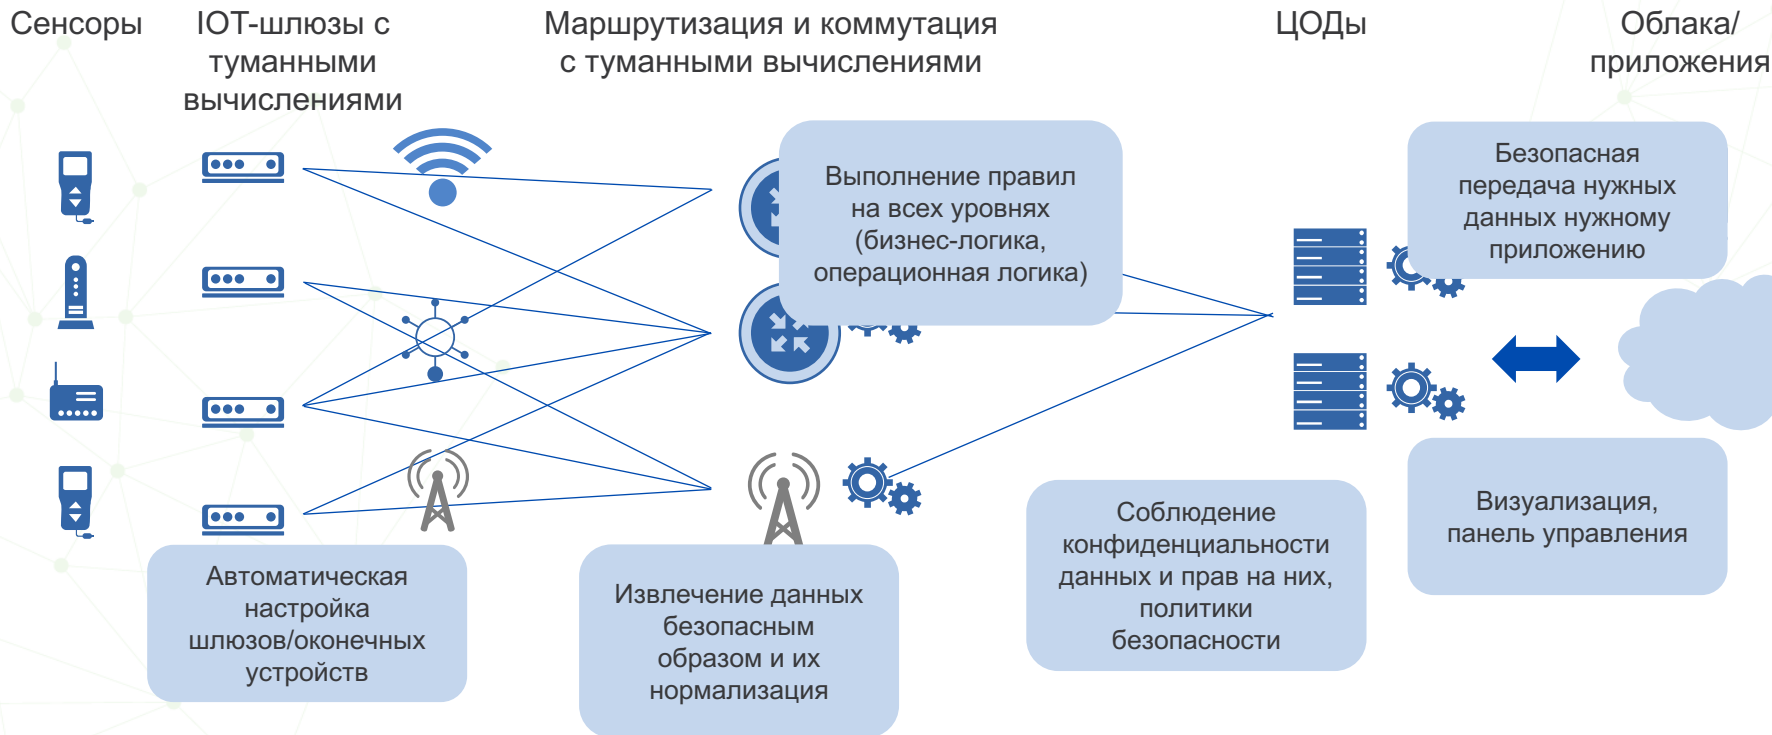 Сенсоры
IOT-шлюзы с
туманными
вычислениями
Маршрутизация и коммутация
с туманными вычислениями
ЦОДы
Облака/
приложения
Выполнение правил
на всех уровнях
(бизнес-логика,
операционная логика)
Безопасная
передача нужных
данных нужному
приложению
Автоматическая
настройка
шлюзов/оконечных
устройств
Извлечение данных
безопасным
образом и их
нормализация
Соблюдение
конфиденциальности
данных и прав на них,
политики
безопасности
Визуализация,
панель управления